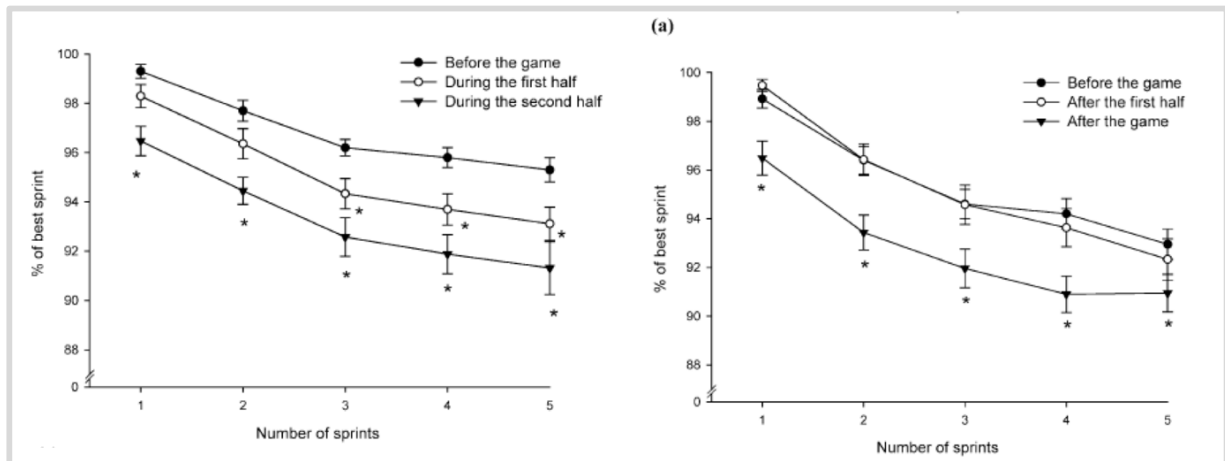 (a)
100
98
96
94
92
90
88
0
% of best sprint
Before the game
During the first half
During the second half
*
*
*
*
*
*
*
*
1 2 3 4 5
Number of sprints
100
98
96
94
92
90
88
0
% of best sprint
Before the game
After the first half
After the game
*
*
*
*
*
1 2 3 4 5
Number of sprints